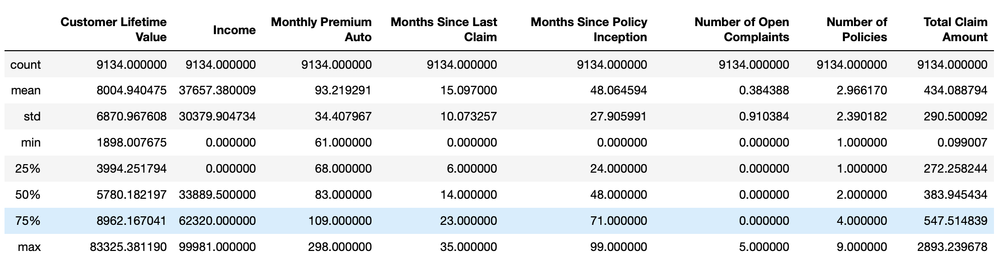 Customer Lifetime Value Income Monthly Premium Auto Months Since Last Claim Months Since Policy Inception Number of Open Complaints Number of Policies Total Claim Amount
count 9134.000000 9134.000000 9134.000000 9134.000000 9134.000000 9134.000000 9134.000000 9134.000000
mean 8004.940475 37657.380009 93.219291 15.097000 48.064594 0.384388 2.966170 434.088794
std 6870.967608 30379.904734 34.407967 10.073257 27.905991 0.910384 2.390182 290.500092
min 1898.007675 0.000000 61.000000 0.000000 0.000000 0.000000 1.000000 0.099007
25% 3994.251794 0.000000 68.000000 6.000000 24.000000 0.000000 1.000000 272.258244
50% 5780.182197 33889.500000 83.000000 14.000000 48.000000 0.000000 2.000000 383.945434
75% 8962.167041 62320.000000 109.000000 23.000000 71.000000 0.000000 4.000000 547.514839
max 83325.381190 99981.000000 298.000000 35.000000 99.000000 5.000000 9.000000 2893.239678